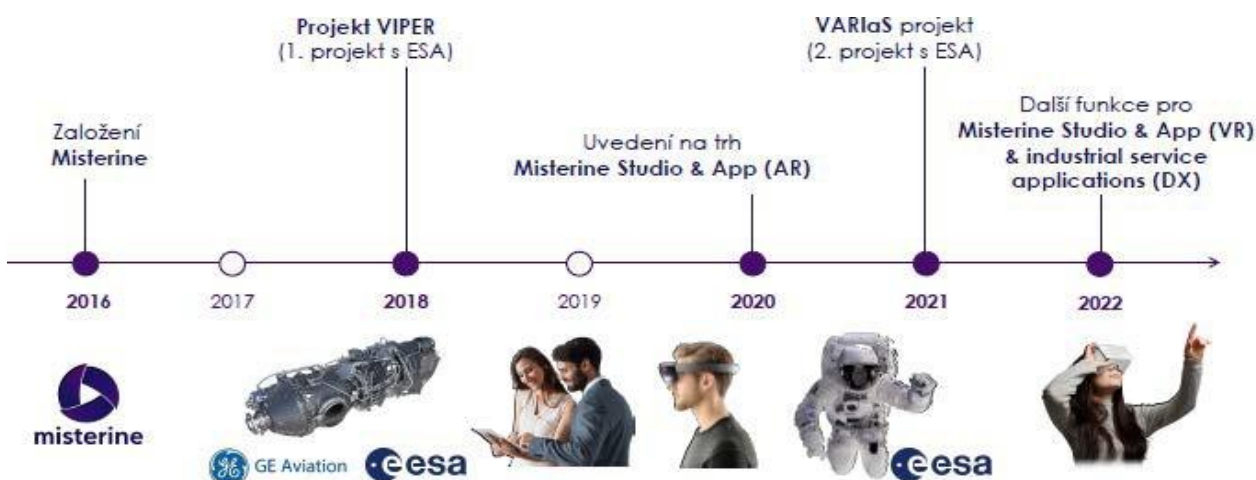 Projekt VIPER
(1. projekt s ESA)
VARIaS projekt
(2. projekt s ESA)
Založení
Misterine
Uvedení na trh
Misterine Studio & App (AR)
Další funkce pro
Misterine Studio & App (VR)
& industrial service
applications (DX)
2016
2017
2018
2019
2020
2021
2022
misterine
GE Aviation
esa
esa